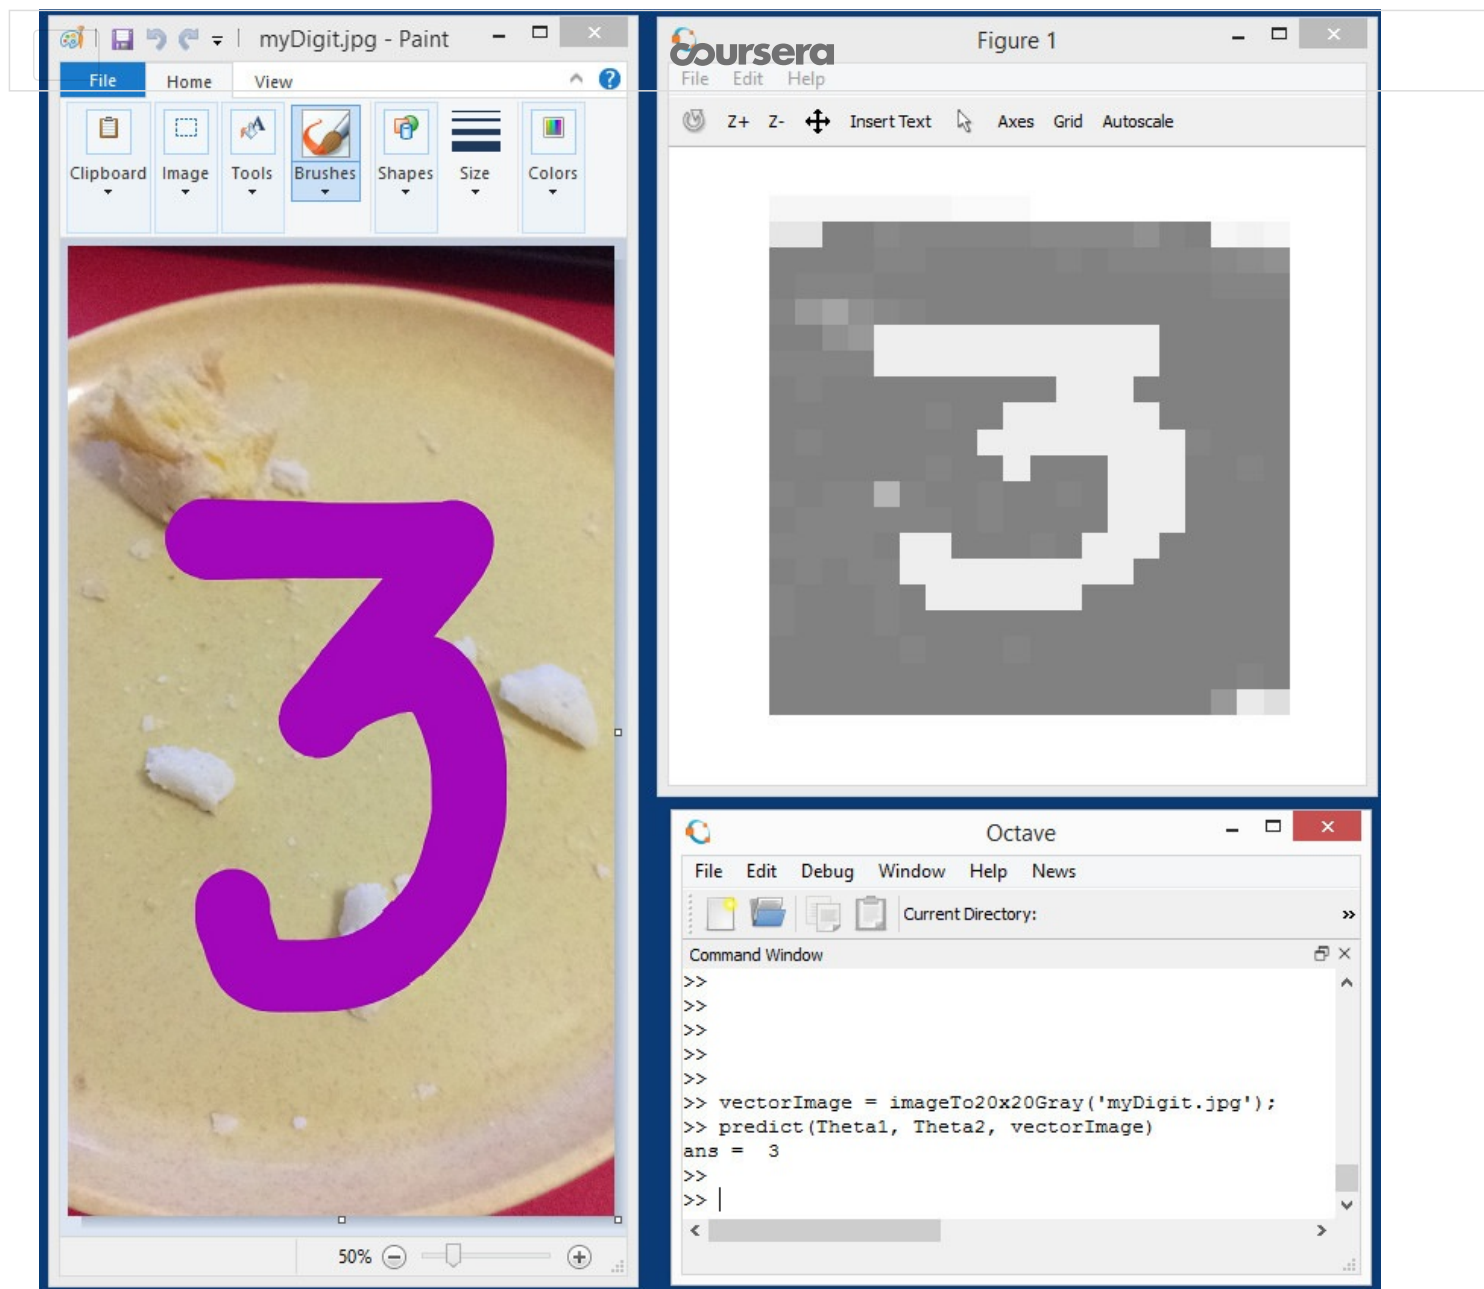 myDigit.jpg - Paint
File Home View
Clipboard Image Tools Brushes Shapes Size Colors
3
50%
coursera
Figure 1
File Edit Help
Z+ Z- Insert Text Axes Grid Autoscale
3
Octave
File Edit Debug Window Help News
Current Directory:
Command Window
>>
>>
>>
>>
>>
>> vectorImage = imageTo20x20Gray('myDigit.jpg');
>> predict(Theta1, Theta2, vectorImage)
ans = 3
>>
>>